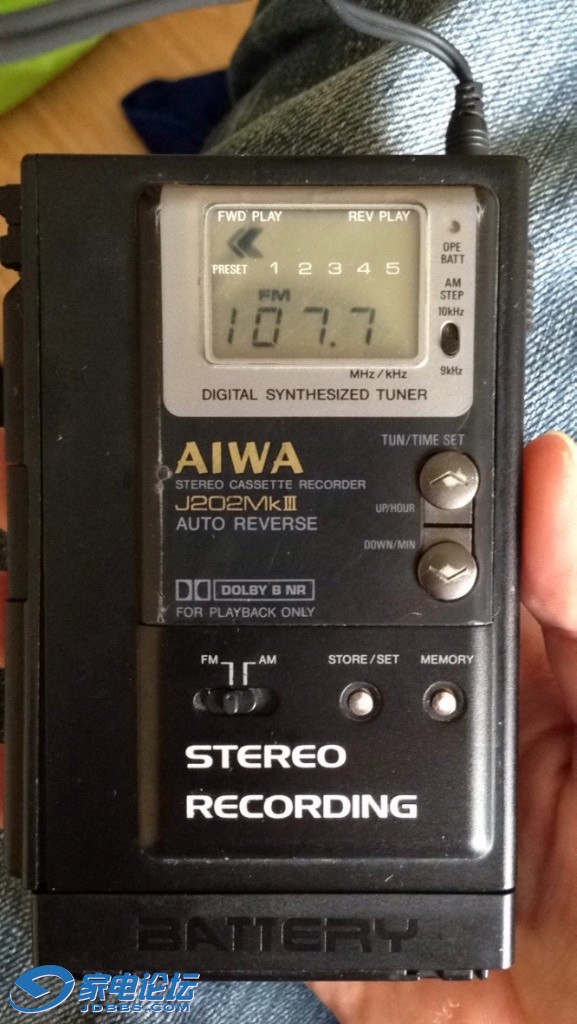 FWD PLAY REV PLAY
PRESET 1 2 3 4 5
FM
107.7
MHz/kHz
DIGITAL SYNTHESIZED TUNER
OPE
BATT
AM
STEP
10kHz
9kHz
AIWA
STEREO CASSETTE RECORDER
J202MkⅢ
AUTO REVERSE
TUN/TIME SET
UP/HOUR
DOWN/MIN
DOLBY B NR
FOR PLAYBACK ONLY
FM AM
STORE/SET
MEMORY
STEREO
RECORDING
BATTERY
家电论坛
JDBBS.COM